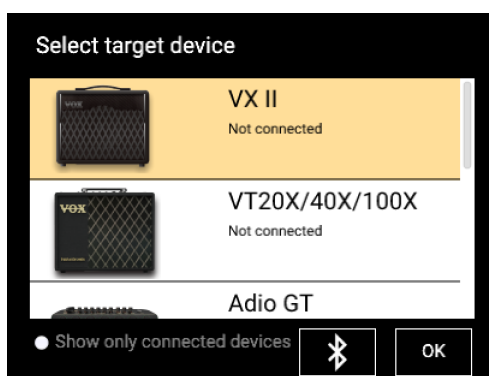 Select target device
VX II
Not connected
VOX
VT20X/40X/100X
Not connected
VOX
Adio GT
Show only connected devices
OK